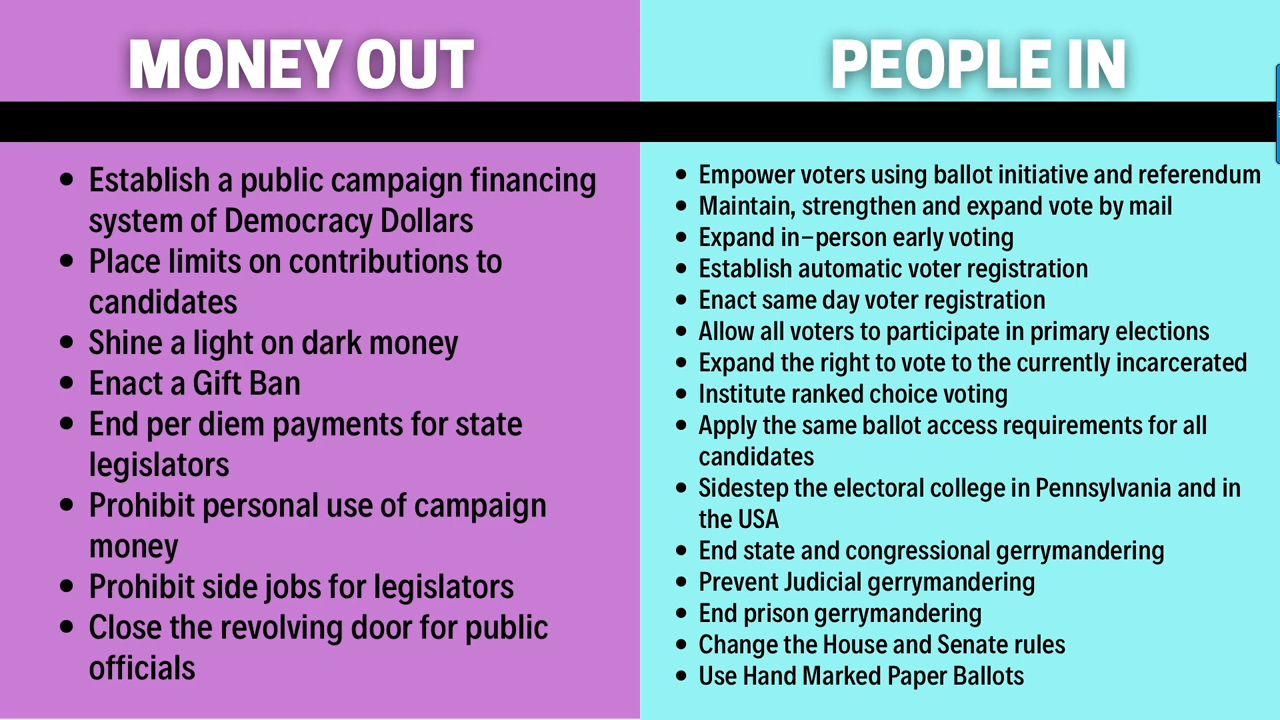 MONEY OUT
• Establish a public campaign financing
system of Democracy Dollars
• Place limits on contributions to
candidates
• Shine a light on dark money
• Enact a Gift Ban
• End per diem payments for state
legislators
• Prohibit personal use of campaign
money
• Prohibit side jobs for legislators
• Close the revolving door for public
officials
PEOPLE IN
• Empower voters using ballot initiative and referendum
• Maintain, strengthen and expand vote by mail
• Expand in–person early voting
• Establish automatic voter registration
• Enact same day voter registration
• Allow all voters to participate in primary elections
• Expand the right to vote to the currently incarcerated
• Institute ranked choice voting
• Apply the same ballot access requirements for all
candidates
• Sidestep the electoral college in Pennsylvania and in
the USA
• End state and congressional gerrymandering
• Prevent Judicial gerrymandering
• End prison gerrymandering
• Change the House and Senate rules
• Use Hand Marked Paper Ballots